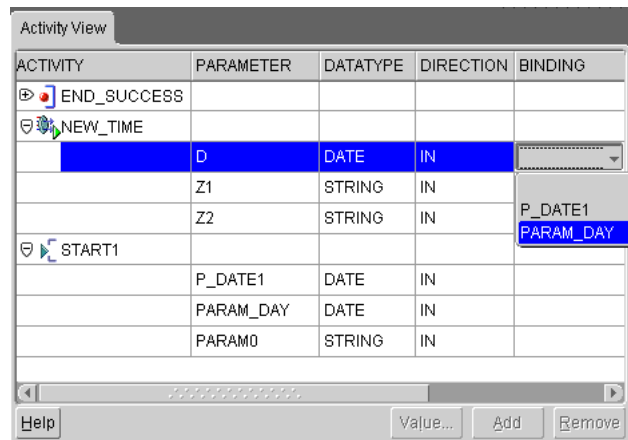 Activity View
ACTIVITY PARAMETER DATATYPE DIRECTION BINDING
END_SUCCESS
NEW_TIME
D DATE IN
Z1 STRING IN
Z2 STRING IN
P_DATE1
PARAM_DAY
START1
P_DATE1 DATE IN
PARAM_DAY DATE IN
PARAM0 STRING IN
Help Value... Add Remove